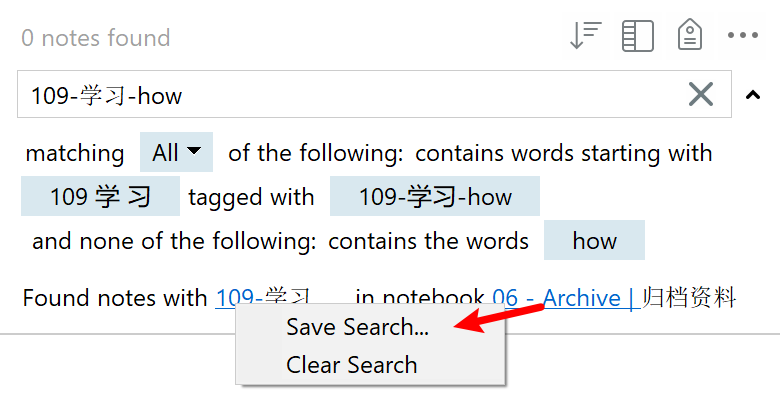 0 notes found
109-学习-how
matching All of the following: contains words starting with
109 学 习 tagged with 109-学习-how
and none of the following: contains the words how
Found notes with 109-学习 in notebook 06 - Archive | 归档资料
Save Search...
Clear Search